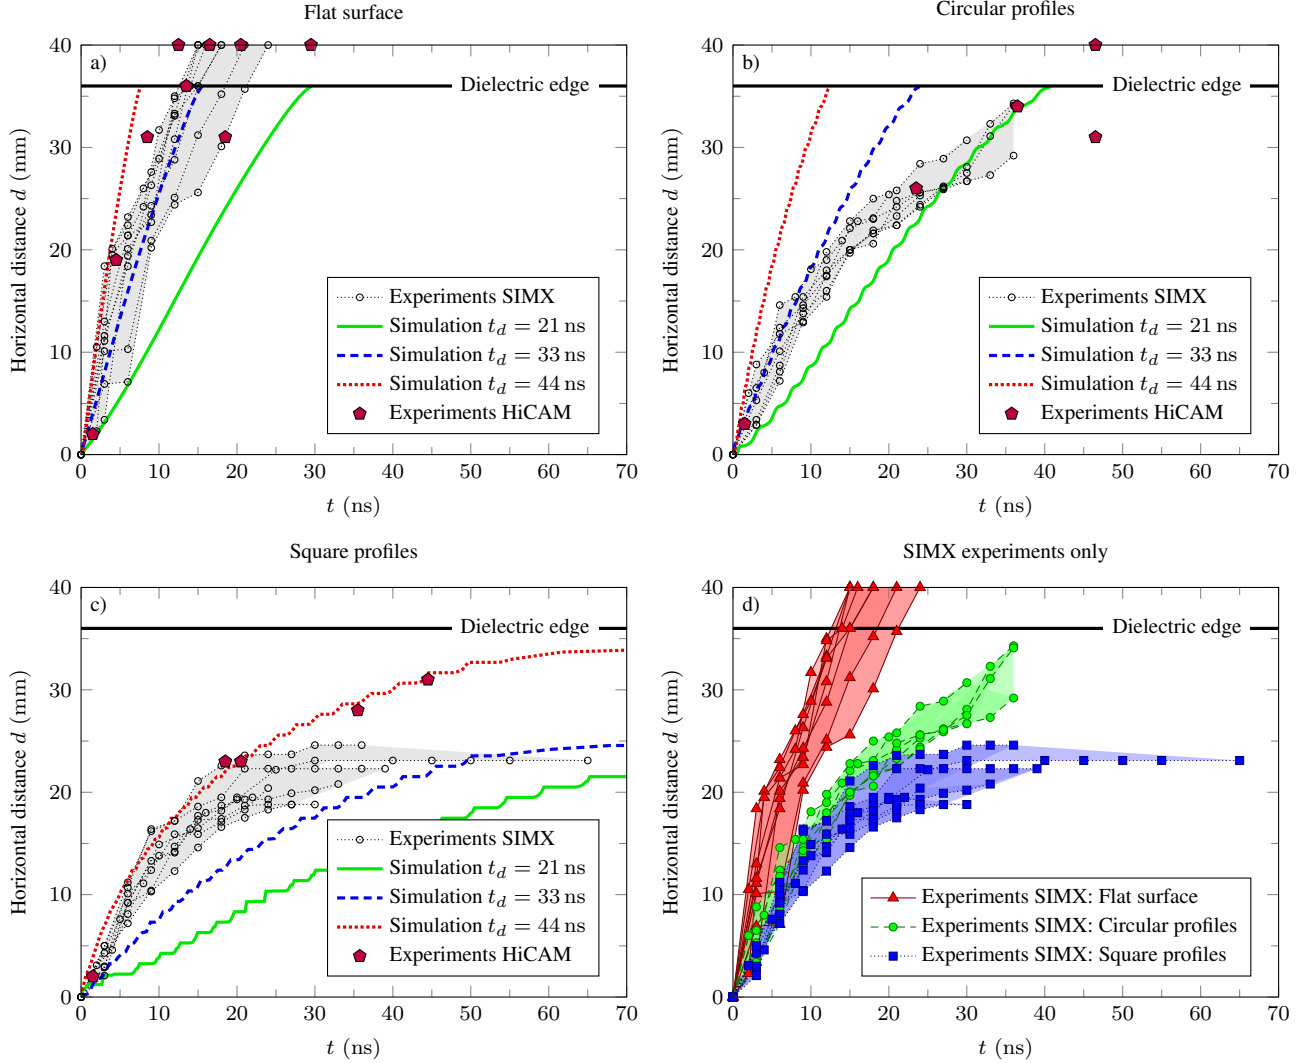 Flat surface
a)
Dielectric edge
Horizontal distance d (mm)
40
30
20
10
0
0 10 20 30 40 50 60 70
t (ns)
Experiments SIMX
Simulation t_d = 21 ns
Simulation t_d = 33 ns
Simulation t_d = 44 ns
Experiments HiCAM
Circular profiles
b)
Dielectric edge
Horizontal distance d (mm)
40
30
20
10
0
0 10 20 30 40 50 60 70
t (ns)
Experiments SIMX
Simulation t_d = 21 ns
Simulation t_d = 33 ns
Simulation t_d = 44 ns
Experiments HiCAM
Square profiles
c)
Dielectric edge
Horizontal distance d (mm)
40
30
20
10
0
0 10 20 30 40 50 60 70
t (ns)
Experiments SIMX
Simulation t_d = 21 ns
Simulation t_d = 33 ns
Simulation t_d = 44 ns
Experiments HiCAM
SIMX experiments only
d)
Dielectric edge
Horizontal distance d (mm)
40
30
20
10
0
0 10 20 30 40 50 60 70
t (ns)
Experiments SIMX: Flat surface
Experiments SIMX: Circular profiles
Experiments SIMX: Square profiles